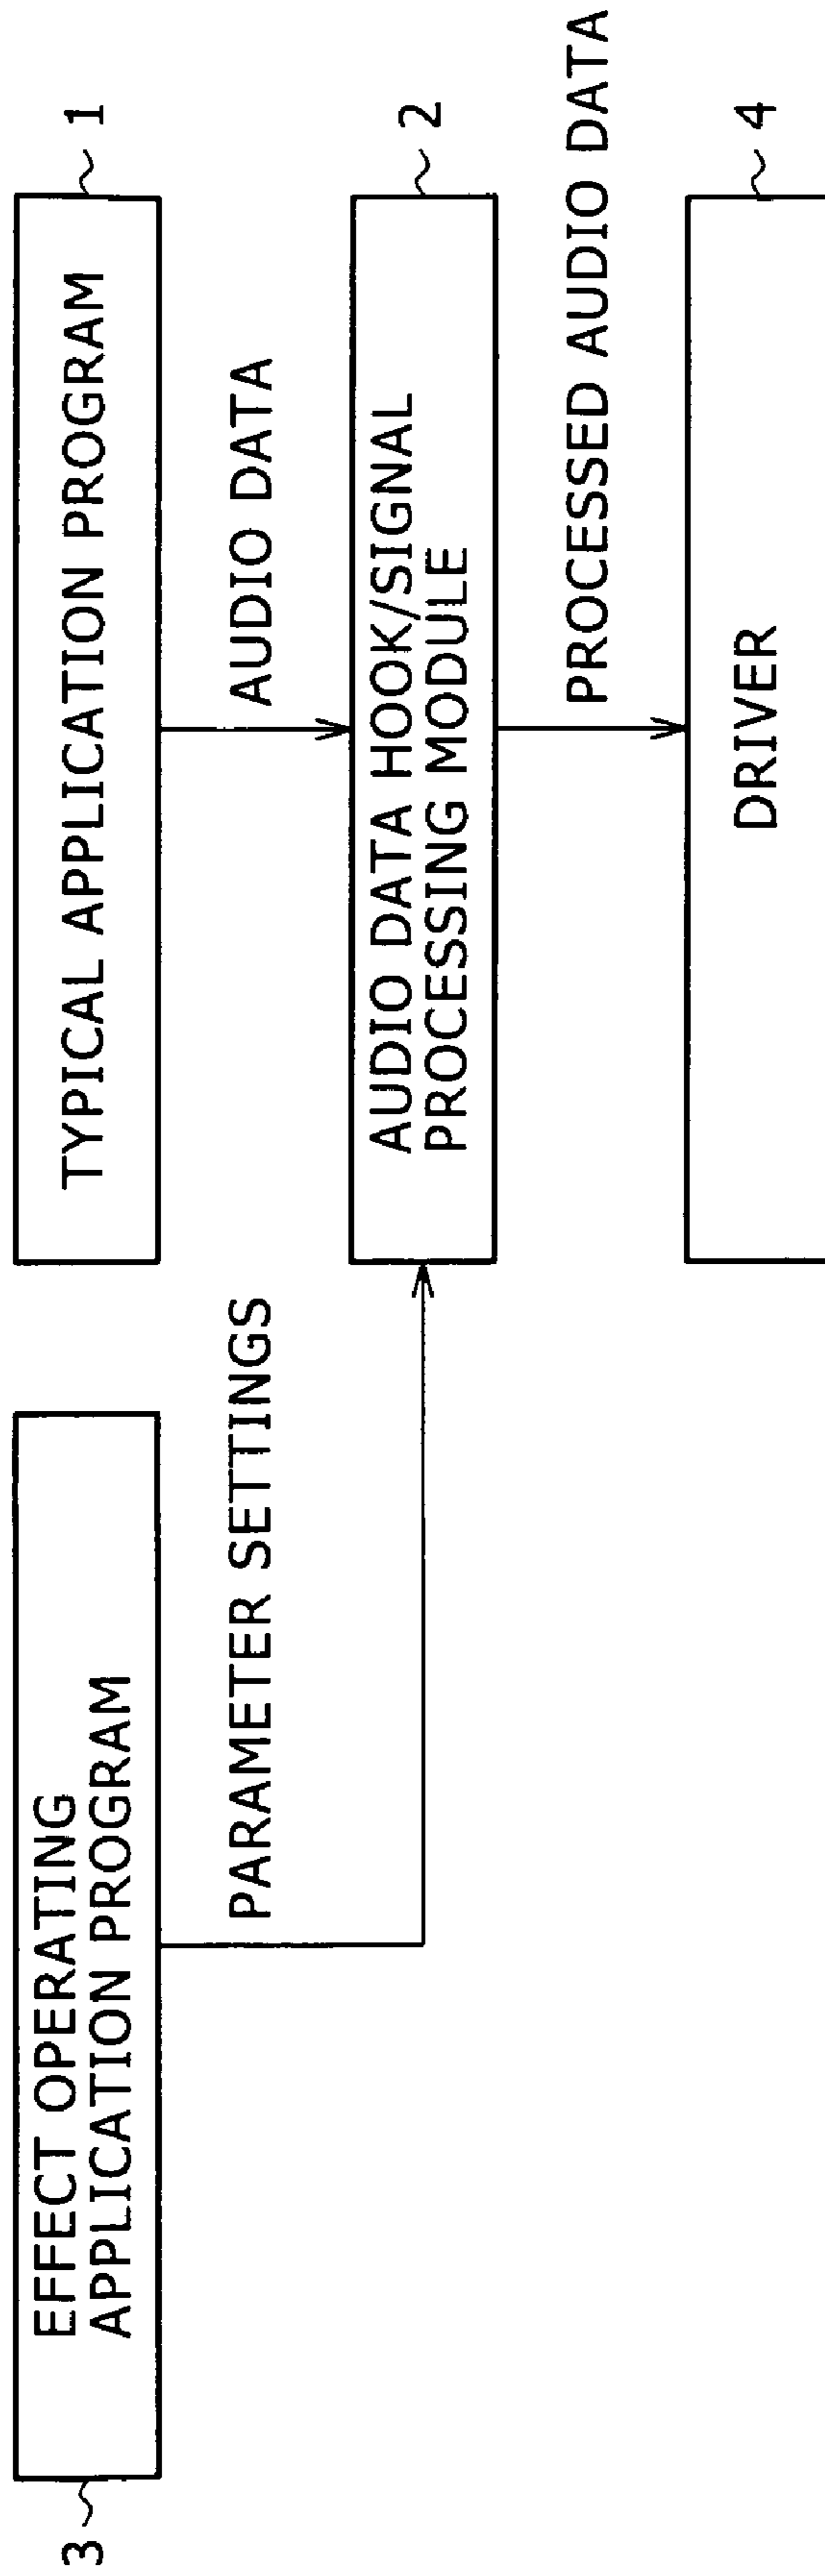 3
EFFECT OPERATING
APPLICATION PROGRAM
TYPICAL APPLICATION PROGRAM
1
PARAMETER SETTINGS
AUDIO DATA
AUDIO DATA HOOK/SIGNAL
PROCESSING MODULE
2
PROCESSED AUDIO DATA
DRIVER
4